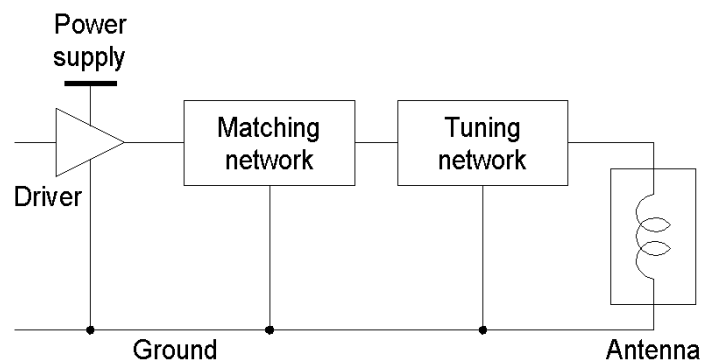 Power
supply
Matching
network
Tuning
network
Driver
Ground
Antenna